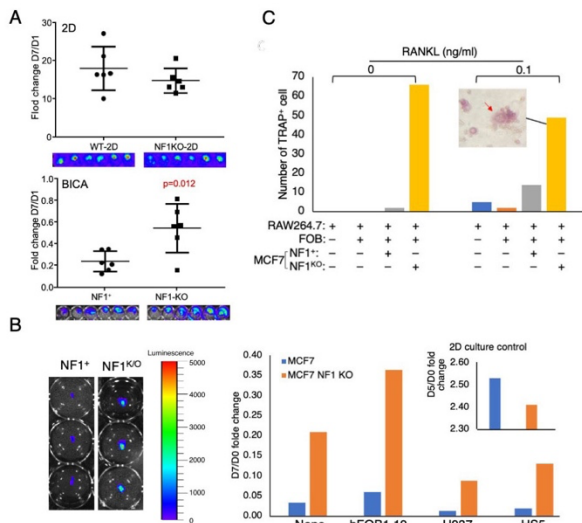 A
2D
Flod change D7/D1
30
20
10
0
WT-2D
NF1KO-2D
BICA
p=0.012
Fold change D7/D1
1.0
0.8
0.6
0.4
0.2
0.0
NF1+
NF1-KO
C
RANKL (ng/ml)
0
0.1
Number of TRAP+ cell
70
60
50
40
30
20
10
0
RAW264.7: + + + + + + + +
FOB: − + + + − + + +
MCF7
NF1+: + +
NF1KO: + +
B
NF1+
NF1K/O
Luminescence
5000
4000
3000
2000
1000
0
D7/D0 folde change
0.40
0.35
0.30
0.25
0.20
0.15
0.10
0.05
0.00
MCF7
MCF7 NF1 KO
2D culture control
D5/D0 fold
change
2.60
2.50
2.40
2.30